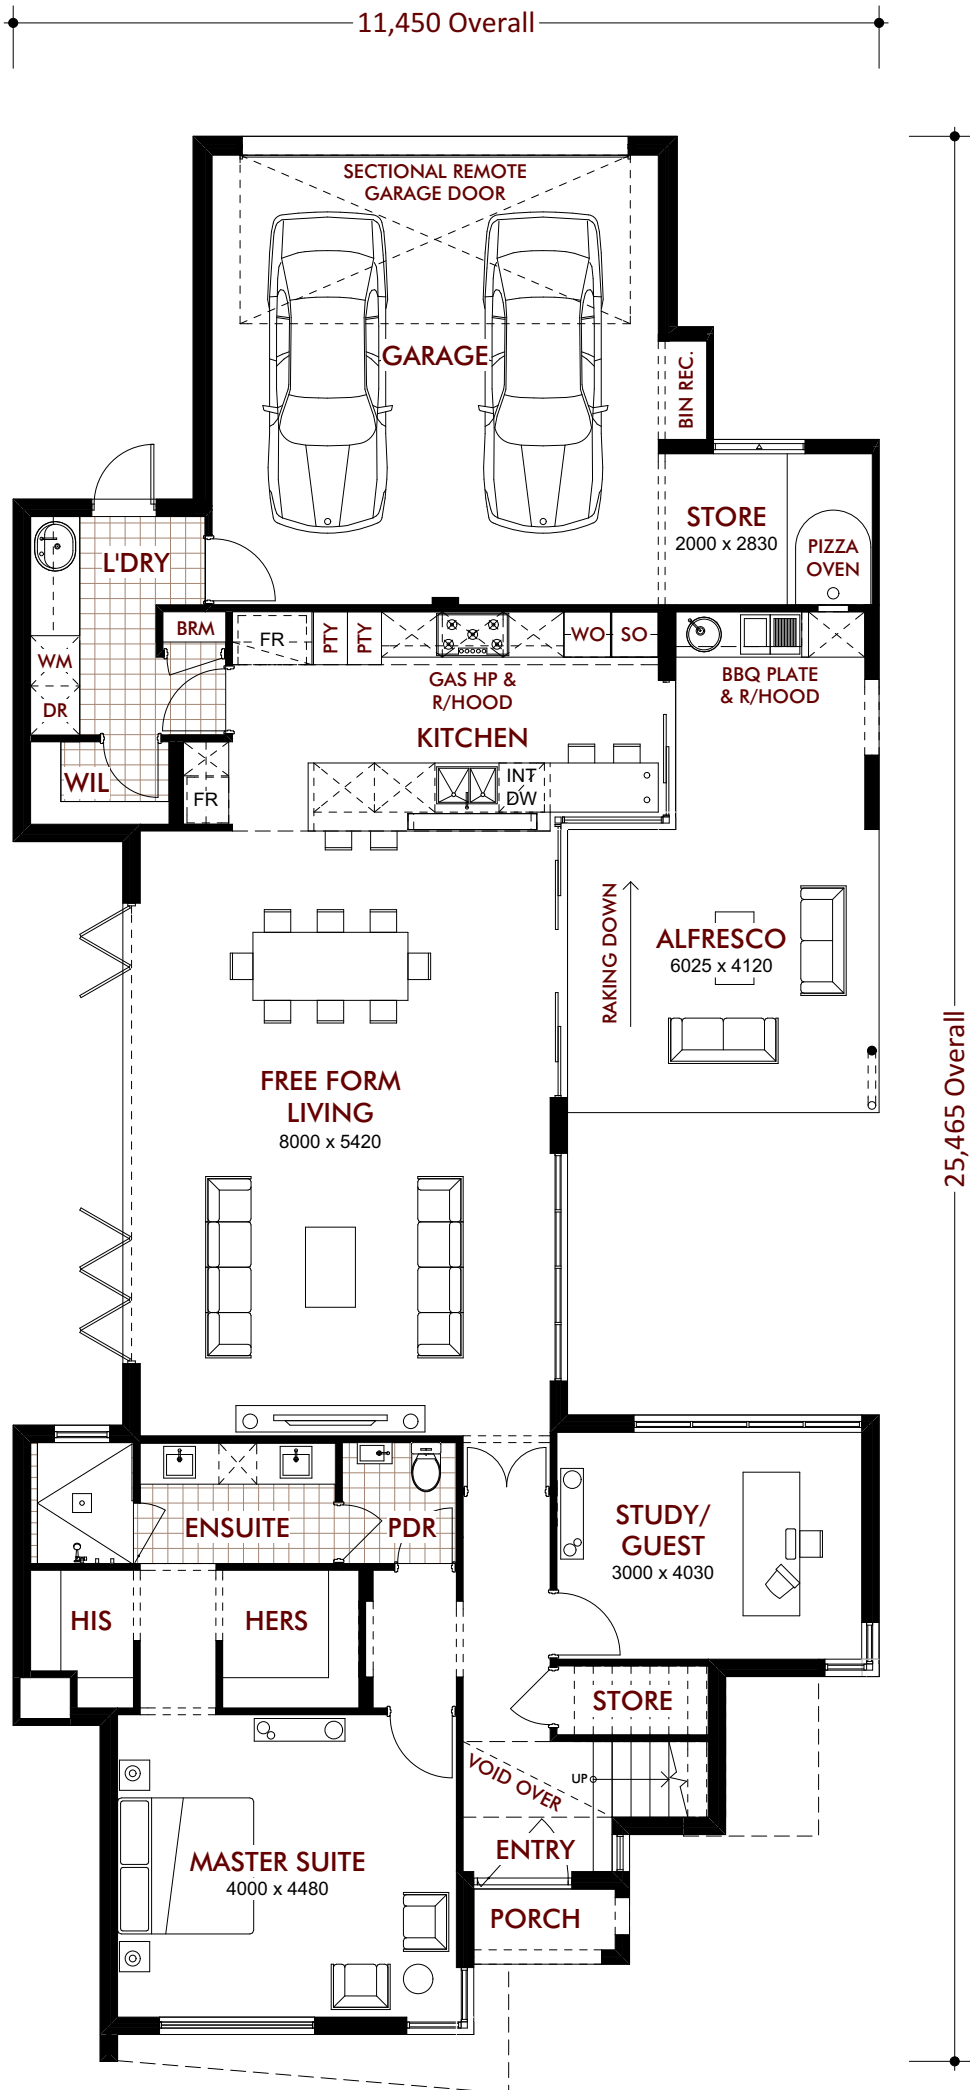 11,450 Overall
SECTIONAL REMOTE
GARAGE DOOR
GARAGE
BIN REC.
STORE
2000 x 2830
PIZZA
OVEN
L'DRY
BRM
FR
PTY
PTY
WO
SO
WM
DR
GAS HP &
R/HOOD
BBQ PLATE
& R/HOOD
KITCHEN
WIL
FR
INT
DW
RAKING DOWN
ALFRESCO
6025 x 4120
25,465 Overall
FREE FORM
LIVING
8000 x 5420
ENSUITE
PDR
STUDY/
GUEST
3000 x 4030
HIS
HERS
STORE
VOID OVER
UP
ENTRY
MASTER SUITE
4000 x 4480
PORCH